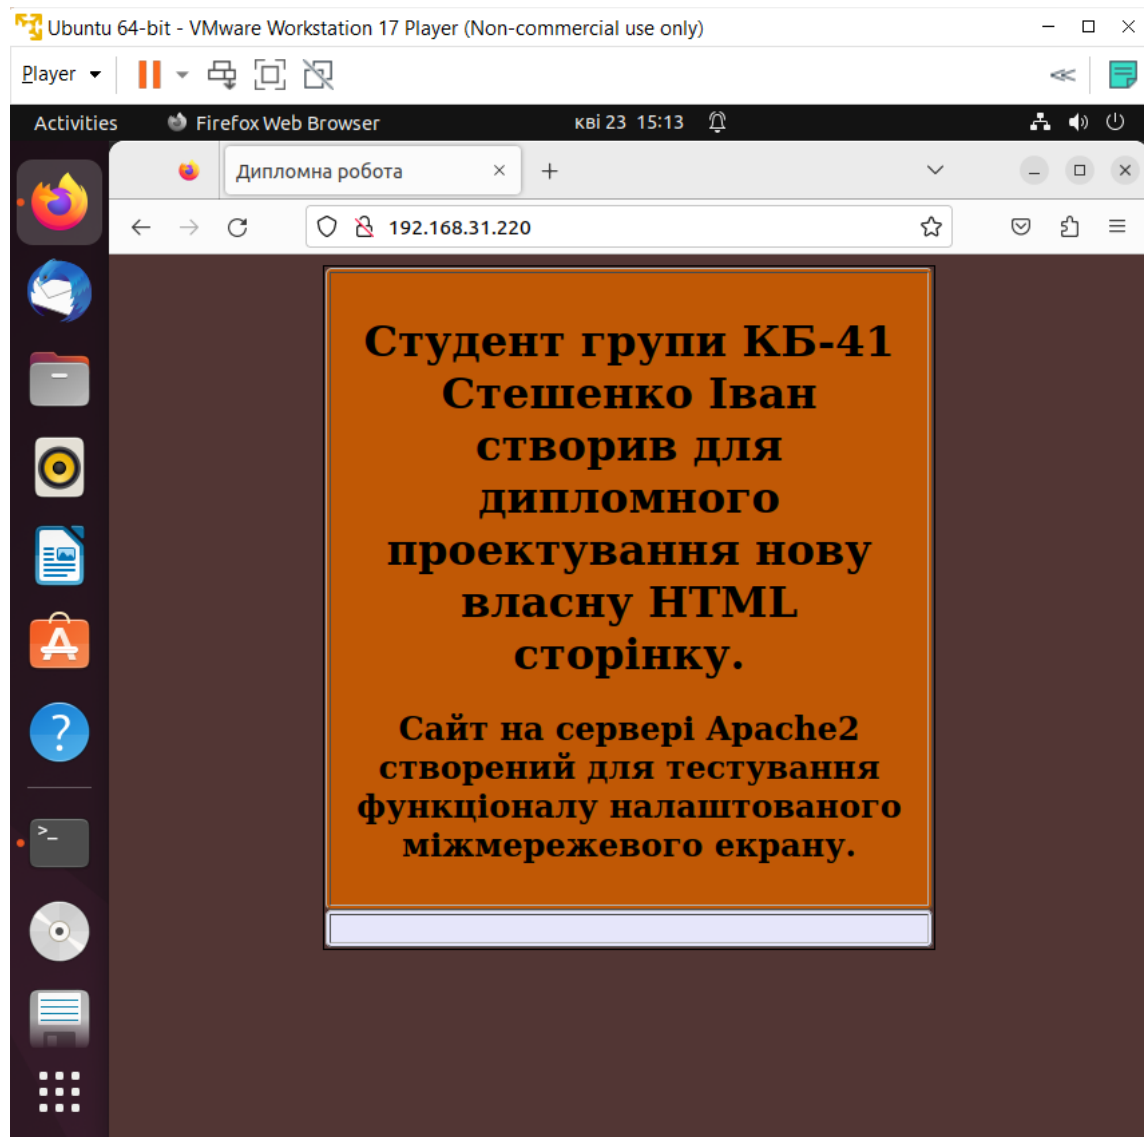 Ubuntu 64-bit - VMware Workstation 17 Player (Non-commercial use only)
Player
Activities Firefox Web Browser кві 23 15:13
Дипломна робота
192.168.31.220
Студент групи КБ-41
Стешенко Іван
створив для
дипломного
проектування нову
власну HTML
сторінку.
Сайт на сервері Apache2
створений для тестування
функціоналу налаштованого
міжмережевого екрану.